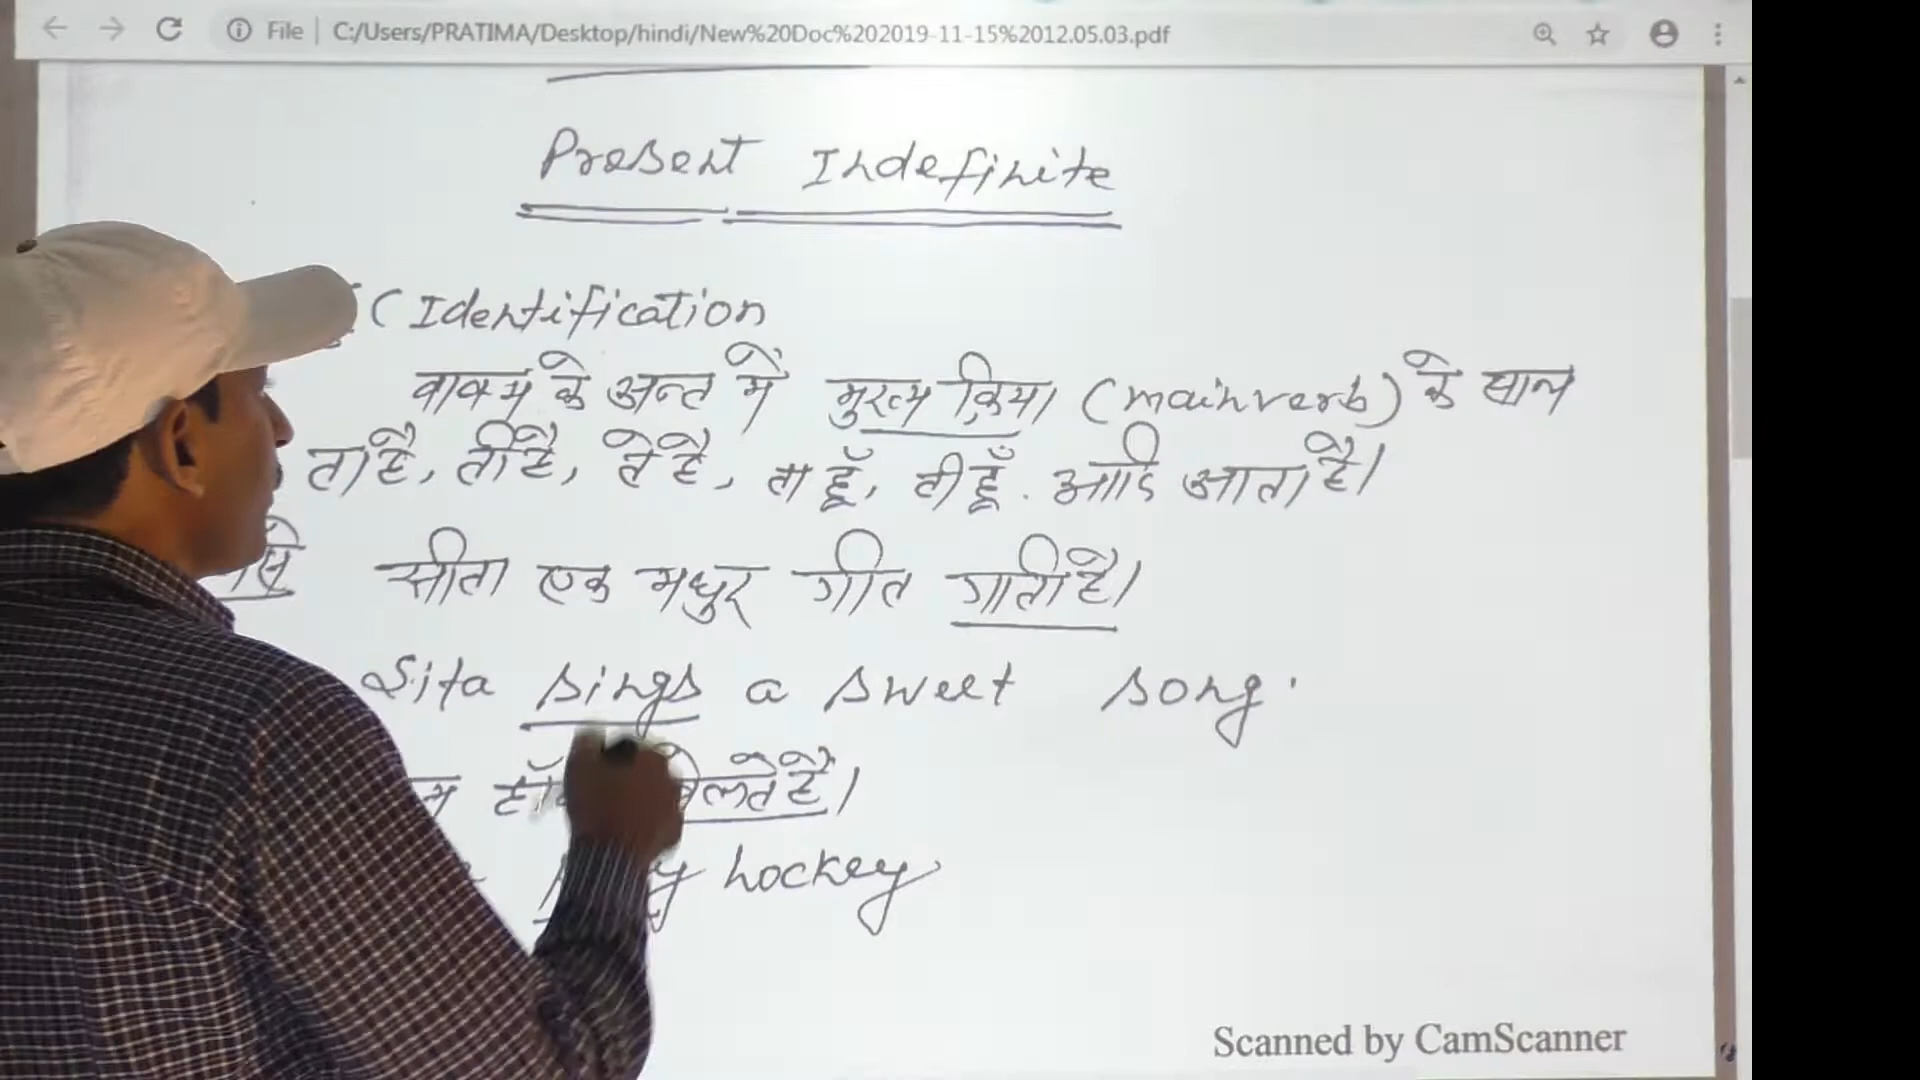 File | C:/Users/PRATIMA/Desktop/hindi/New%20Doc%202019-11-15%2012.05.03.pdf
Present Indefinite
(Identification
वाक्य के अन्त में मुख्य क्रिया (mainverb) के साथ
ता है, ती है, ते है, ता हूँ, ती हूँ. आदि आता है।
सीता एक मधुर गीत गाती है।
Sita sings a sweet song.
खेलते है।
play hockey
Scanned by CamScanner